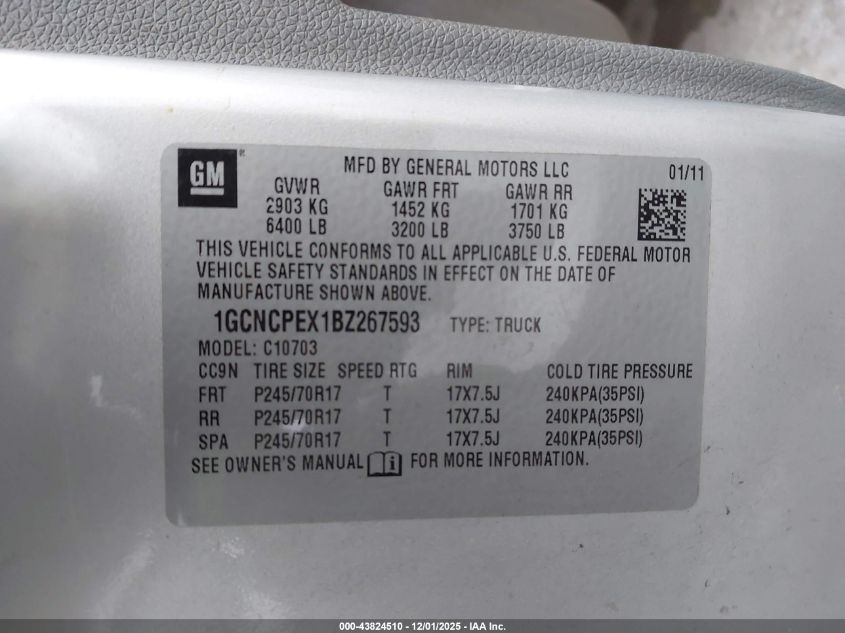 GM®
MFD BY GENERAL MOTORS LLC 01/11
GVWR GAWR FRT GAWR RR
2903 KG 1452 KG 1701 KG
6400 LB 3200 LB 3750 LB
THIS VEHICLE CONFORMS TO ALL APPLICABLE U.S. FEDERAL MOTOR
VEHICLE SAFETY STANDARDS IN EFFECT ON THE DATE OF
MANUFACTURE SHOWN ABOVE.
1GCNCPEX1BZ267593 TYPE: TRUCK
MODEL: C10703
CC9N TIRE SIZE SPEED RTG RIM COLD TIRE PRESSURE
FRT P245/70R17 T 17X7.5J 240KPA(35PSI)
RR P245/70R17 T 17X7.5J 240KPA(35PSI)
SPA P245/70R17 T 17X7.5J 240KPA(35PSI)
SEE OWNER'S MANUAL i FOR MORE INFORMATION.
000-43824510 - 12/01/2025 - IAA Inc.